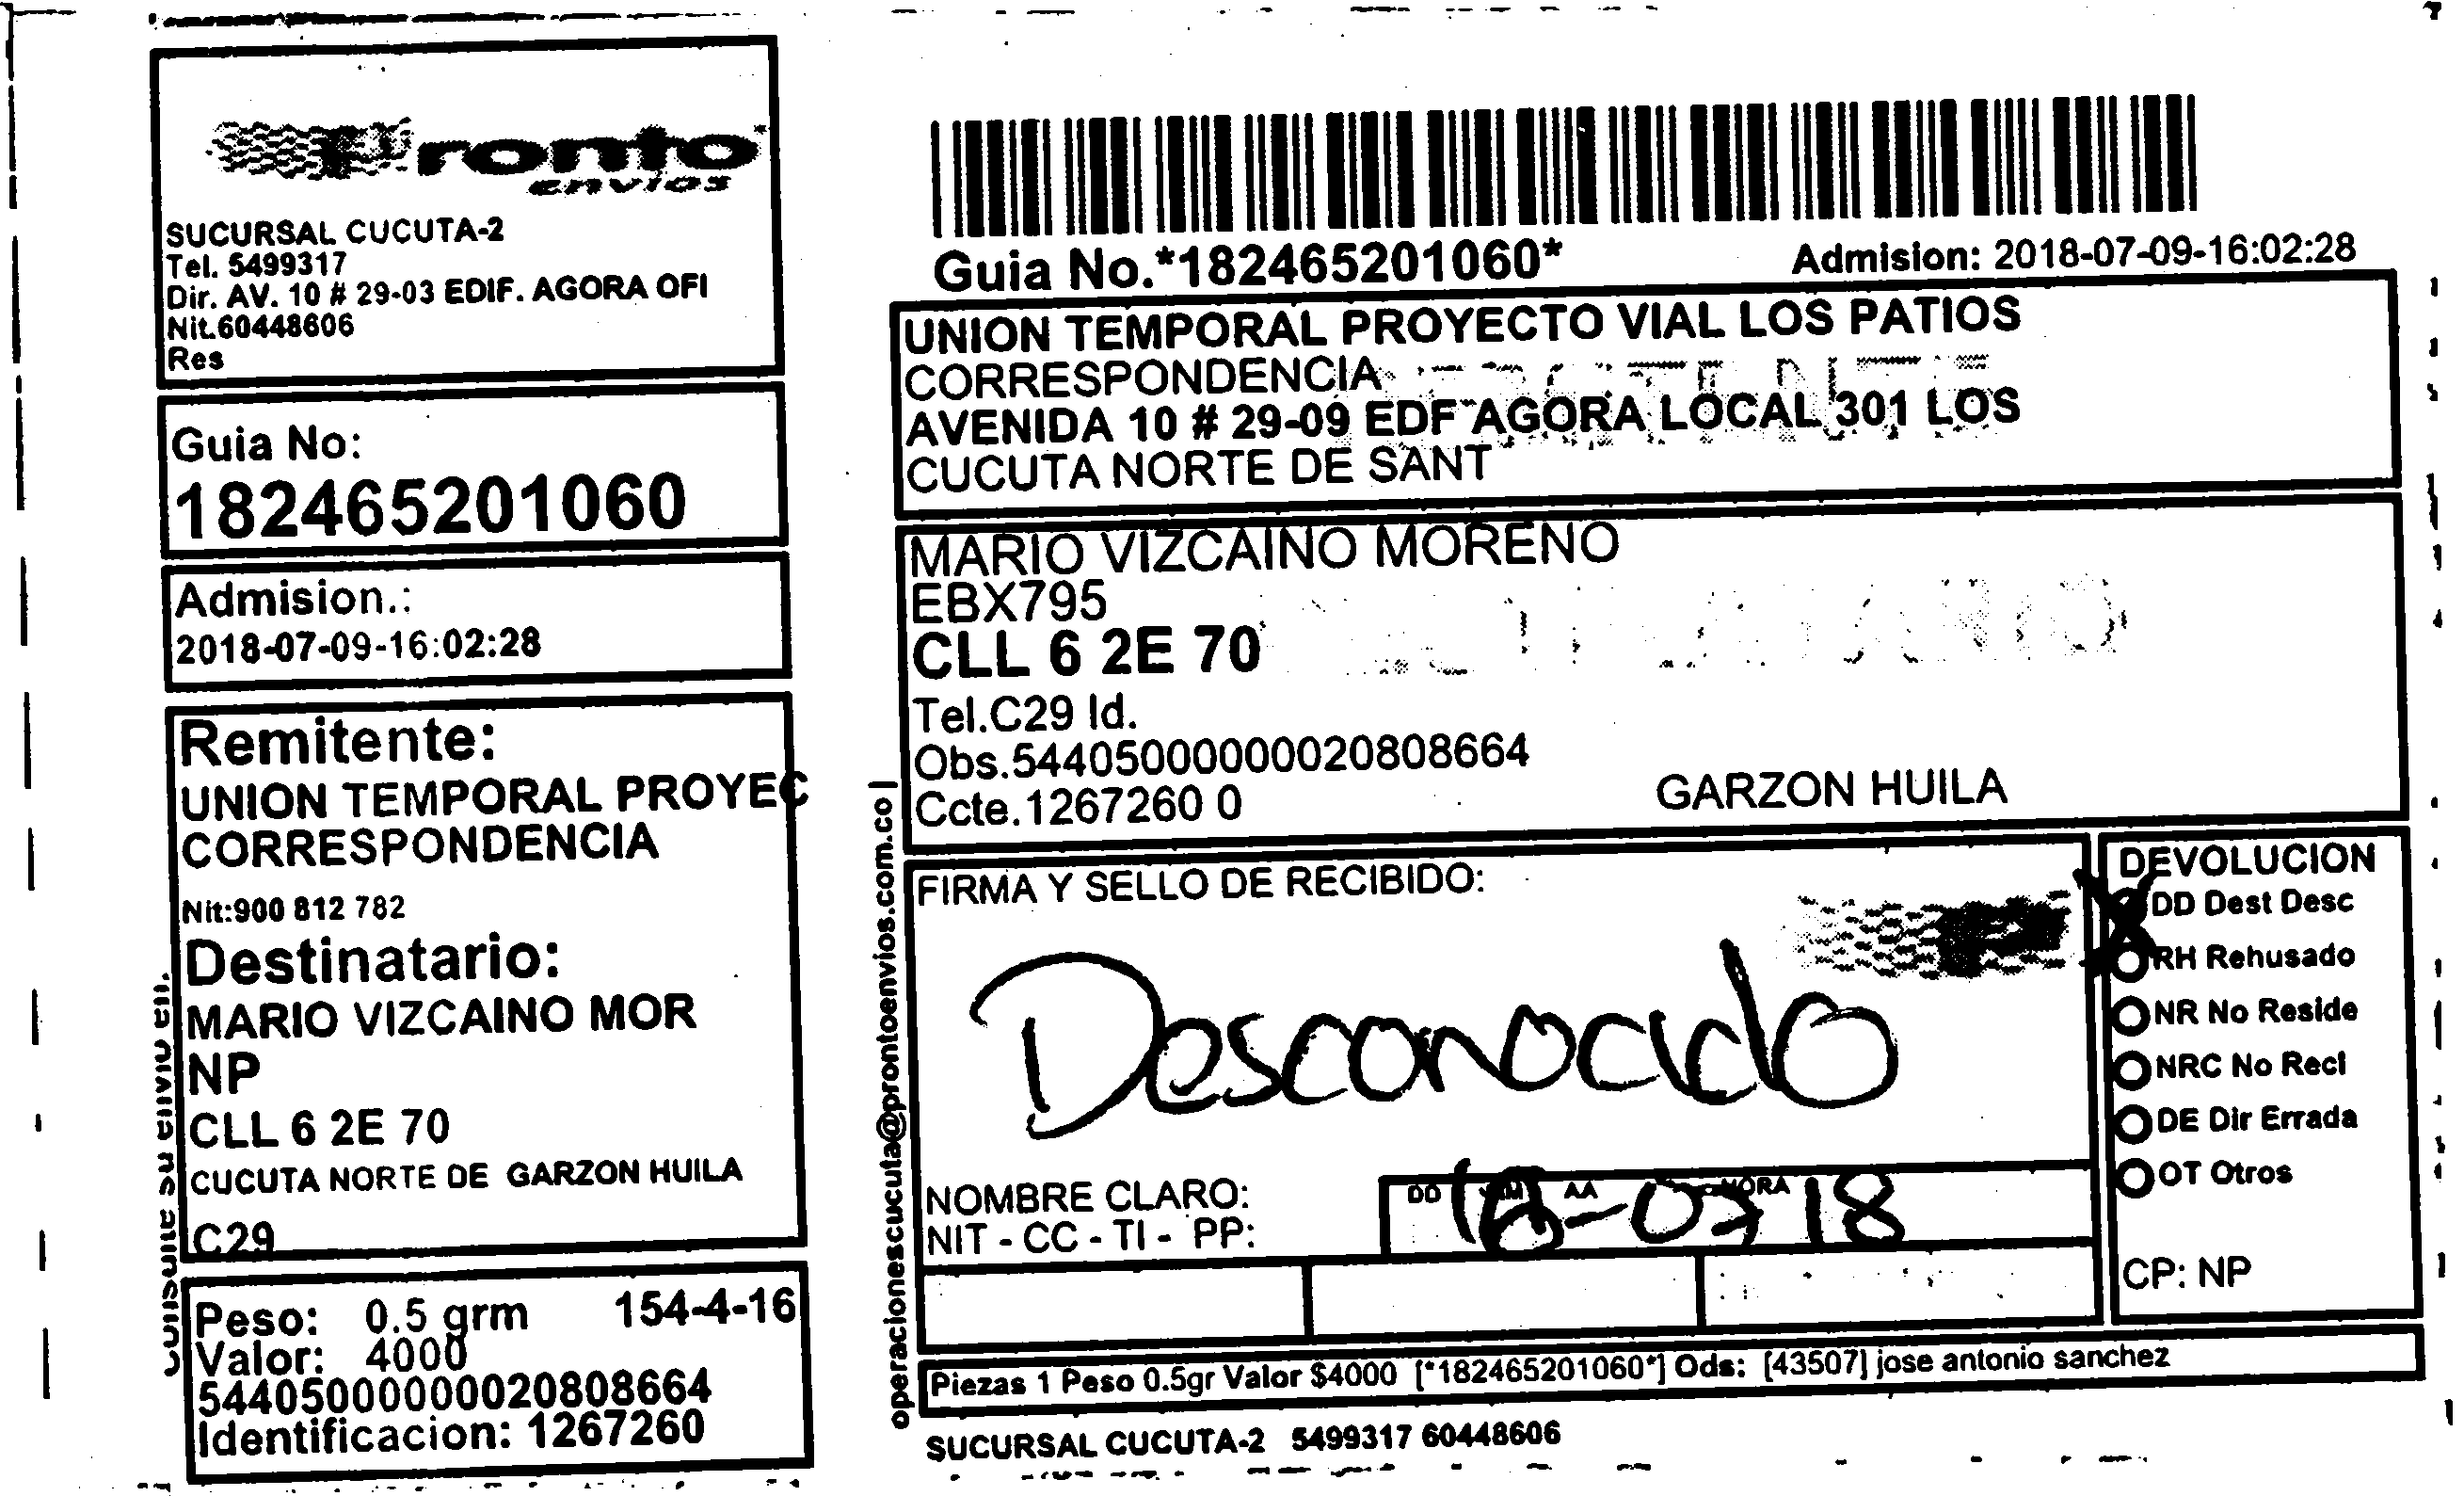 Pronto
envios
SUCURSAL CUCUTA-2
Tel. 5499317
Dir. AV. 10 # 29-03 EDIF. AGORA OFI
Nit.60448606
Res
Guia No:
182465201060
Admision.:
2018-07-09-16:02:28
Remitente:
UNION TEMPORAL PROYEC
CORRESPONDENCIA
Nit:900 812 782
Destinatario:
MARIO VIZCAINO MOR
NP
CLL 6 2E 70
CUCUTA NORTE DE GARZON HUILA
C29
Peso: 0.5 grm 154-4-16
Valor: 4000
544050000000020808664
Identificacion: 1267260
su envio en.
operacionescucuta@prontoenvios.com.co |
Guia No.*182465201060* Admision: 2018-07-09-16:02:28
UNION TEMPORAL PROYECTO VIAL LOS PATIOS
CORRESPONDENCIA
AVENIDA 10 # 29-09 EDF AGORA LOCAL 301 LOS
CUCUTA NORTE DE SANT
MARIO VIZCAINO MORENO
EBX795
CLL 6 2E 70
Tel.C29 Id.
Obs.544050000000020808664
Ccte.1267260 0 GARZON HUILA
FIRMA Y SELLO DE RECIBIDO:
Desconocido
NOMBRE CLARO:
NIT - CC - TI - PP:
DD AA HORA
07 18
DEVOLUCION
DD Dest Desc
RH Rehusado
NR No Reside
NRC No Recl
DE Dir Errada
OT Otros
CP: NP
Piezas 1 Peso 0.5gr Valor $4000 [*182465201060*] Ods: [43507] jose antonio sanchez
SUCURSAL CUCUTA-2 5499317 60448606